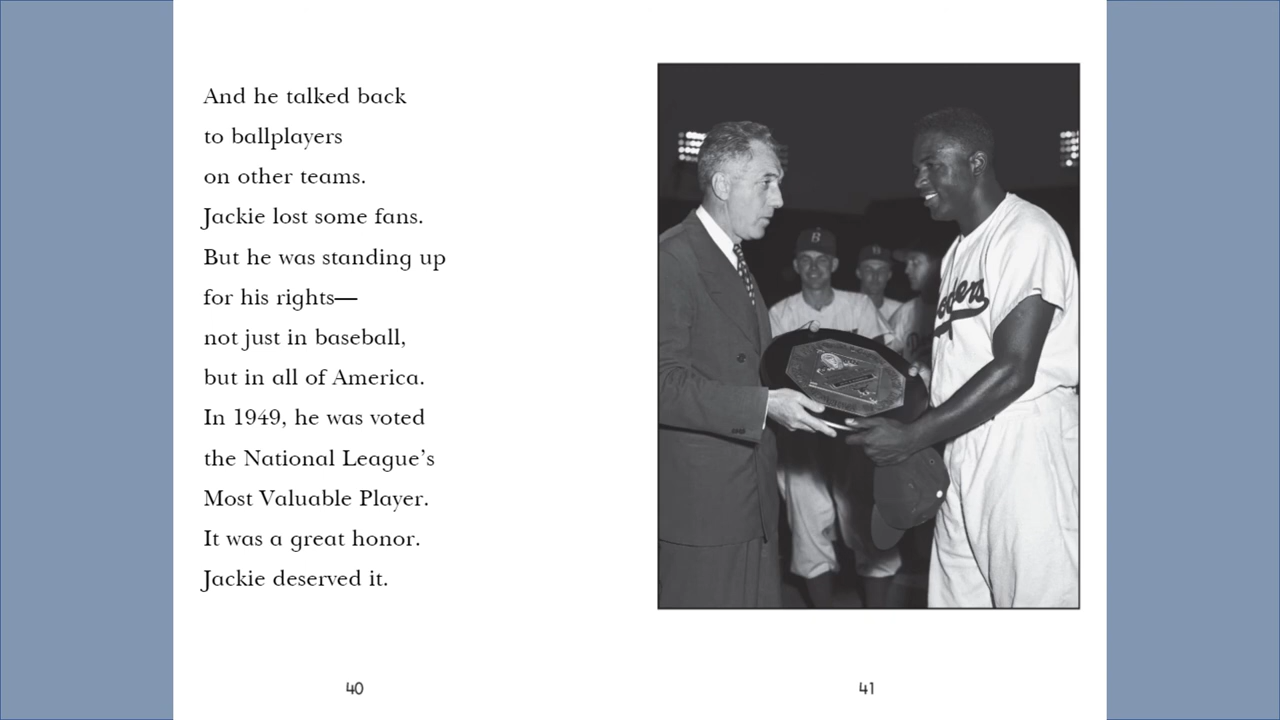 And he talked back
to ballplayers
on other teams.
Jackie lost some fans.
But he was standing up
for his rights—
not just in baseball,
but in all of America.
In 1949, he was voted
the National League’s
Most Valuable Player.
It was a great honor.
Jackie deserved it.
40
B
41